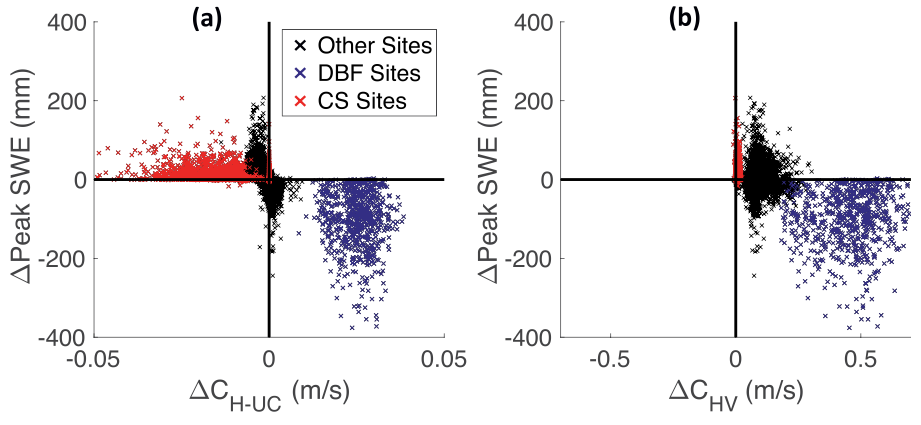 (a)
(b)
400
200
0
-200
-400
ΔPeak SWE (mm)
× Other Sites
× DBF Sites
× CS Sites
-0.05
0
0.05
ΔC_H-UC (m/s)
400
200
0
-200
-400
ΔPeak SWE (mm)
-0.5
0
0.5
ΔC_HV (m/s)